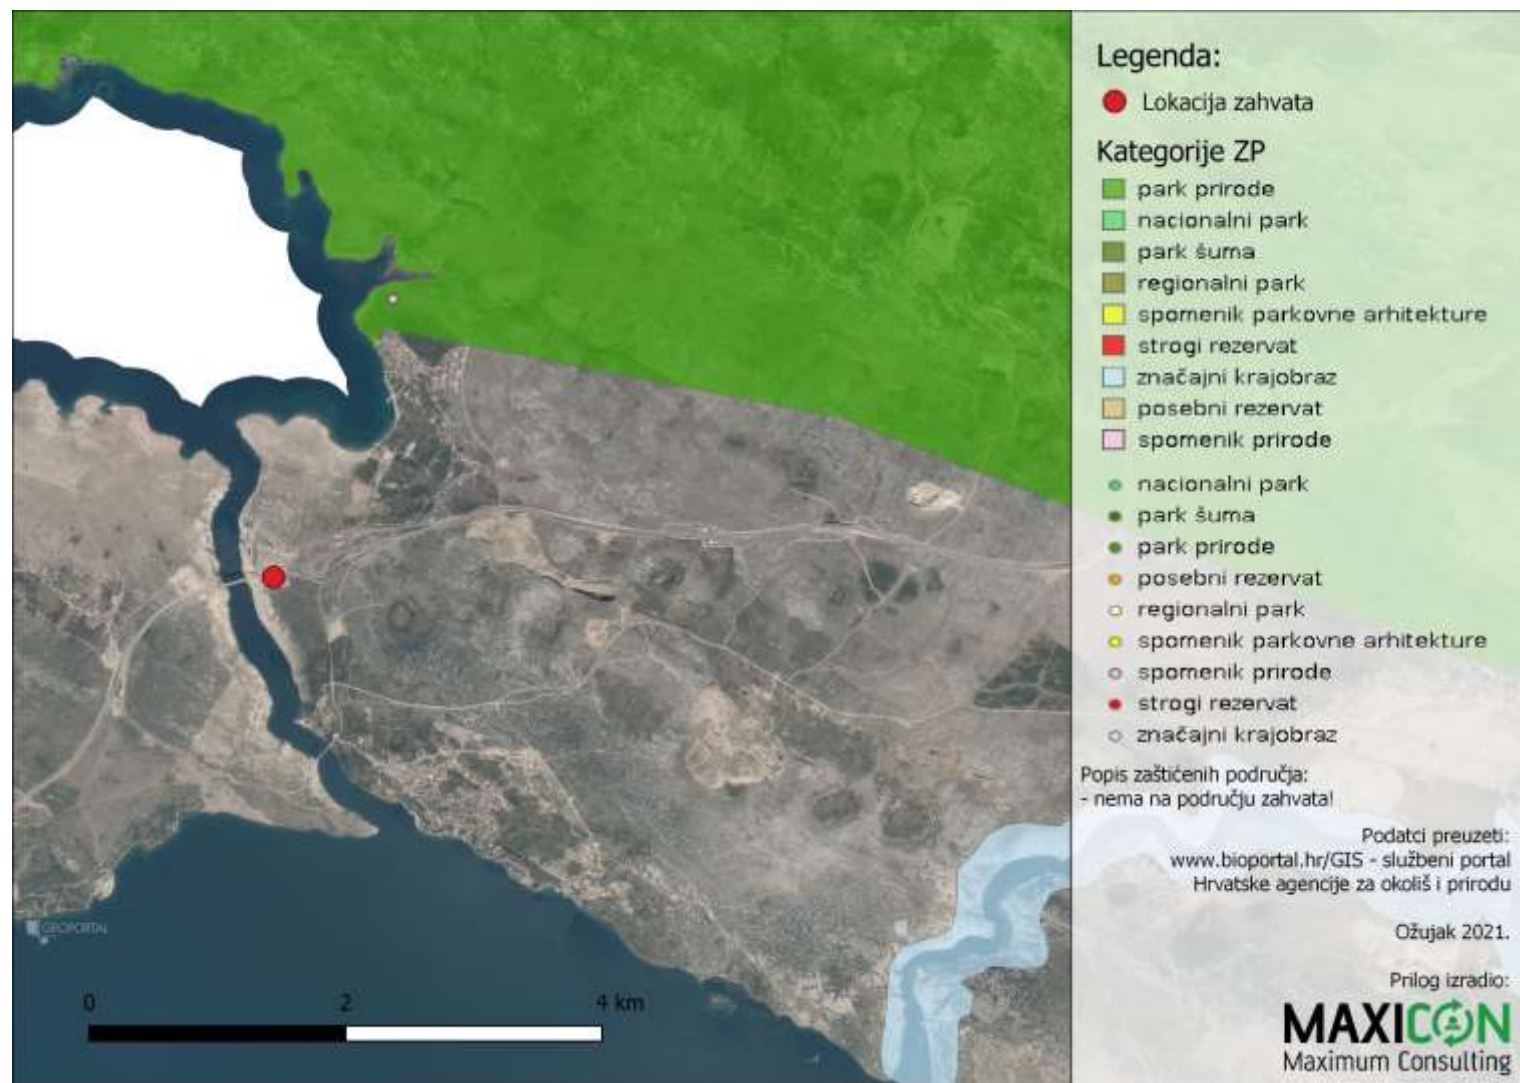 Legenda:
Lokacija zahvata
Kategorije ZP
park prirode
nacionalni park
park šuma
regionalni park
spomenik parkovne arhitekture
strogi rezervat
značajni krajobraz
posebni rezervat
spomenik prirode
nacionalni park
park šuma
park prirode
posebni rezervat
regionalni park
spomenik parkovne arhitekture
spomenik prirode
strogi rezervat
značajni krajobraz
Popis zaštićenih područja:
- nema na području zahvata!
Podatci preuzeti:
www.bioportal.hr/GIS - službeni portal
Hrvatske agencije za okoliš i prirodu
Ožujak 2021.
Prilog izradio:
MAXICON
Maximum Consulting
GEOPORTAL
0 2 4 km